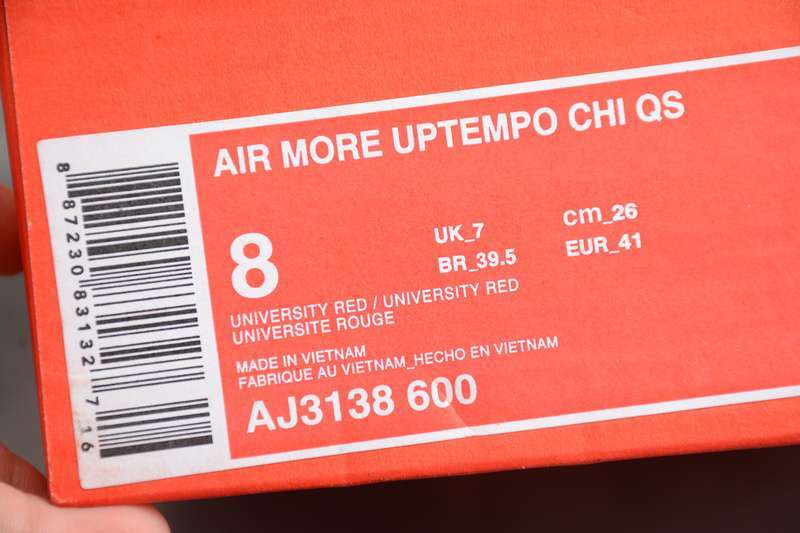 AIR MORE UPTEMPO CHI QS
8
UK_7
cm_26
BR_39.5
EUR_41
UNIVERSITY RED / UNIVERSITY RED
UNIVERSITE ROUGE
MADE IN VIETNAM
FABRIQUE AU VIETNAM_HECHO EN VIETNAM
AJ3138 600
8 87230 83132 7 16